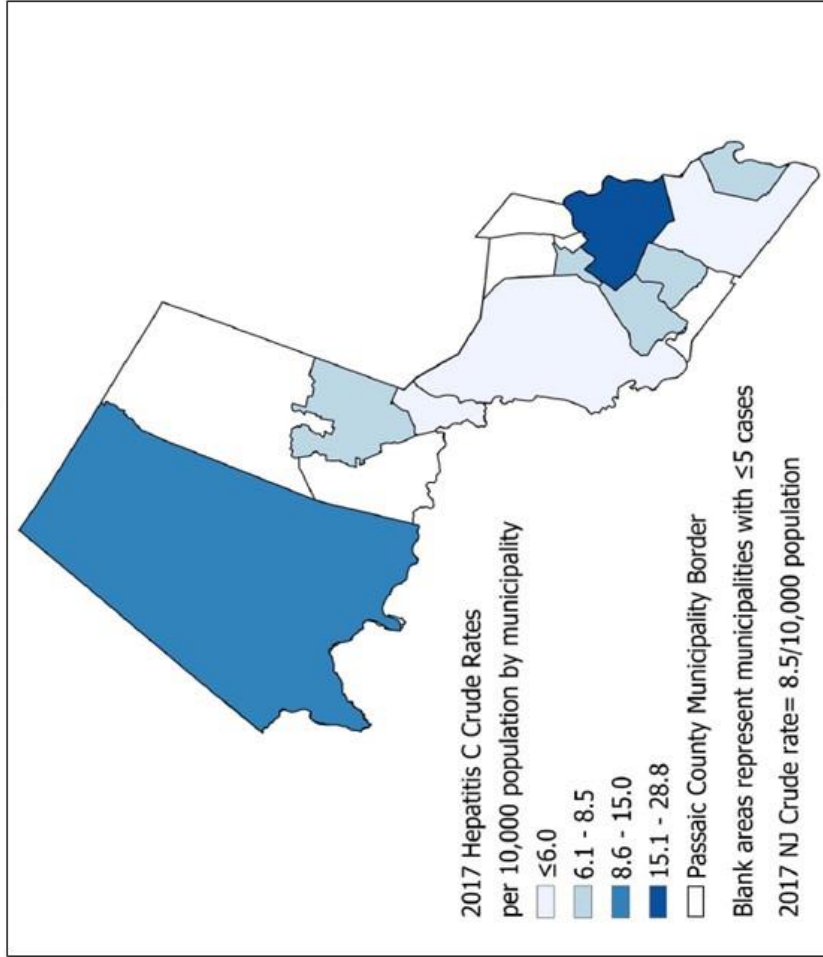 2017 Hepatitis C Crude Rates
per 10,000 population by municipality
≤6.0
6.1 - 8.5
8.6 - 15.0
15.1 - 28.8
Passaic County Municipality Border
Blank areas represent municipalities with ≤5 cases
2017 NJ Crude rate= 8.5/10,000 population